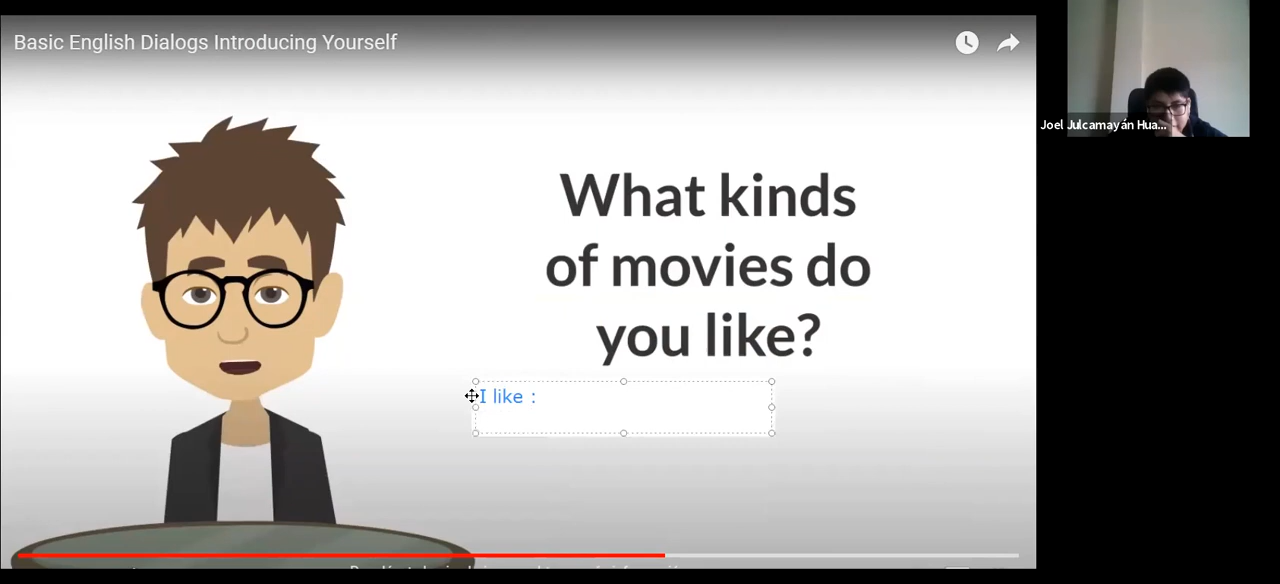 Basic English Dialogs Introducing Yourself
Joel Julcamayán Hua...
What kinds
of movies do
you like?
I like :